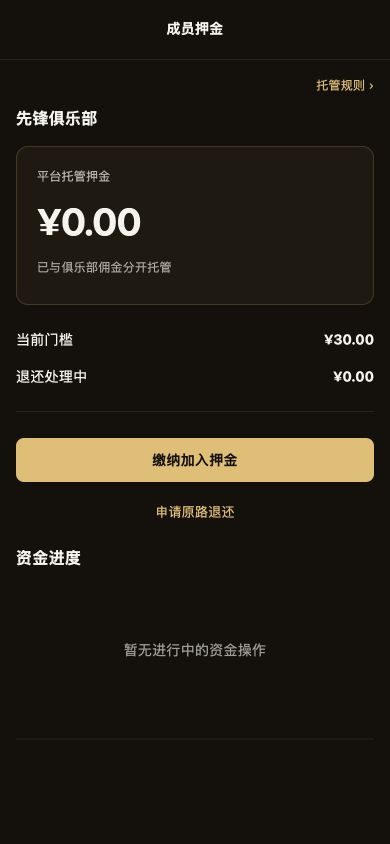 成员押金
托管规则 ›
先锋俱乐部
平台托管押金
¥0.00
已与俱乐部佣金分开托管
当前门槛 ¥30.00
退还处理中 ¥0.00
缴纳加入押金
申请原路退还
资金进度
暂无进行中的资金操作